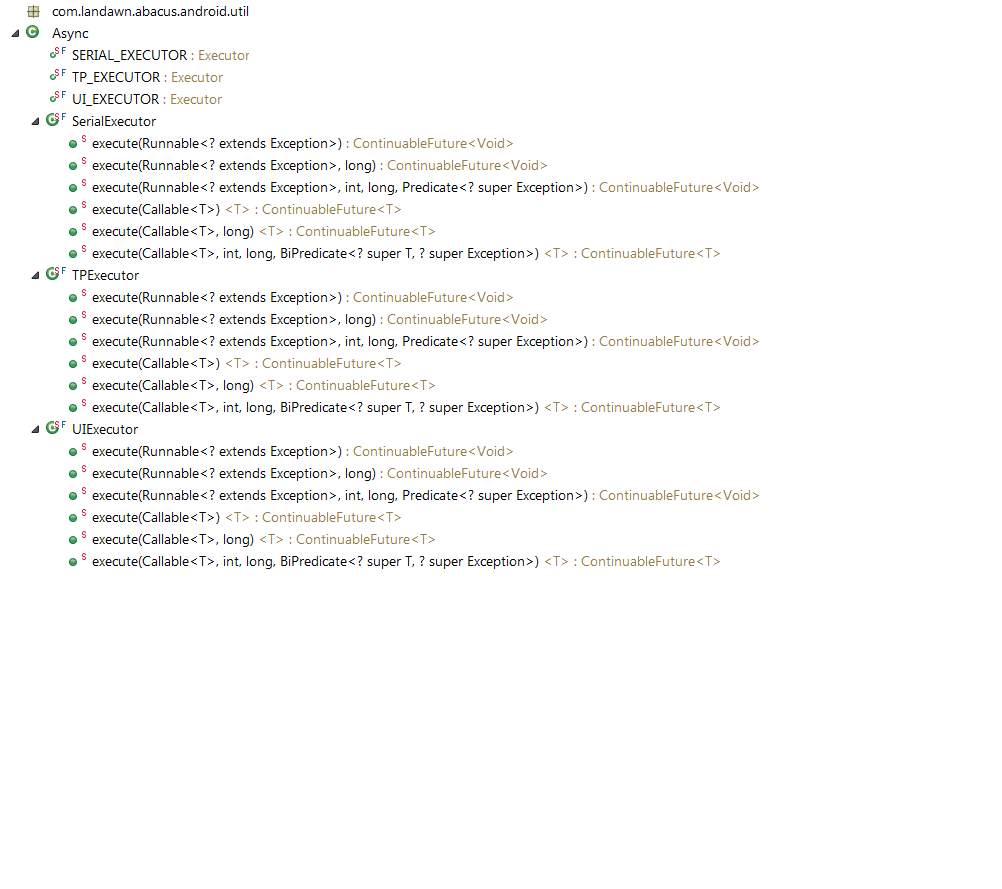 com.landawn.abacus.android.util
Async
SERIAL_EXECUTOR : Executor
TP_EXECUTOR : Executor
UI_EXECUTOR : Executor
SerialExecutor
execute(Runnable<? extends Exception>) : ContinuableFuture<Void>
execute(Runnable<? extends Exception>, long) : ContinuableFuture<Void>
execute(Runnable<? extends Exception>, int, long, Predicate<? super Exception>) : ContinuableFuture<Void>
execute(Callable<T>) <T> : ContinuableFuture<T>
execute(Callable<T>, long) <T> : ContinuableFuture<T>
execute(Callable<T>, int, long, BiPredicate<? super T, ? super Exception>) <T> : ContinuableFuture<T>
TPExecutor
execute(Runnable<? extends Exception>) : ContinuableFuture<Void>
execute(Runnable<? extends Exception>, long) : ContinuableFuture<Void>
execute(Runnable<? extends Exception>, int, long, Predicate<? super Exception>) : ContinuableFuture<Void>
execute(Callable<T>) <T> : ContinuableFuture<T>
execute(Callable<T>, long) <T> : ContinuableFuture<T>
execute(Callable<T>, int, long, BiPredicate<? super T, ? super Exception>) <T> : ContinuableFuture<T>
UIExecutor
execute(Runnable<? extends Exception>) : ContinuableFuture<Void>
execute(Runnable<? extends Exception>, long) : ContinuableFuture<Void>
execute(Runnable<? extends Exception>, int, long, Predicate<? super Exception>) : ContinuableFuture<Void>
execute(Callable<T>) <T> : ContinuableFuture<T>
execute(Callable<T>, long) <T> : ContinuableFuture<T>
execute(Callable<T>, int, long, BiPredicate<? super T, ? super Exception>) <T> : ContinuableFuture<T>